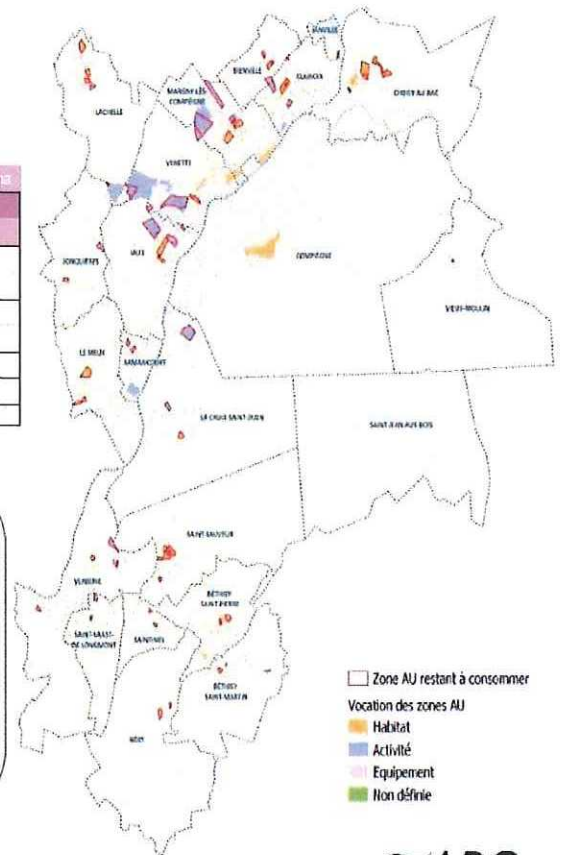 JANVILLE
BIENVILLE
CLAIROIX
CHOISY AU BAC
MARGNY LÈS
COMPIÈGNE
LACHELLE
VENETTE
JONQUIÈRES
JAUX
COMPIÈGNE
VIEUX-MOULIN
LE MEUX
ARMANCOURT
LA CROIX SAINT OUEN
SAINT JEAN AUX BOIS
SAINT SAUVEUR
VERBERIE
BÉTHISY
SAINT-PIERRE
SAINT-VAAST-
DE LONGMONT
SAINTINES
BÉTHISY
SAINT-MARTIN
NÉRY
Zone AU restant à consommer
Vocation des zones AU
Habitat
Activité
Equipement
Non définie